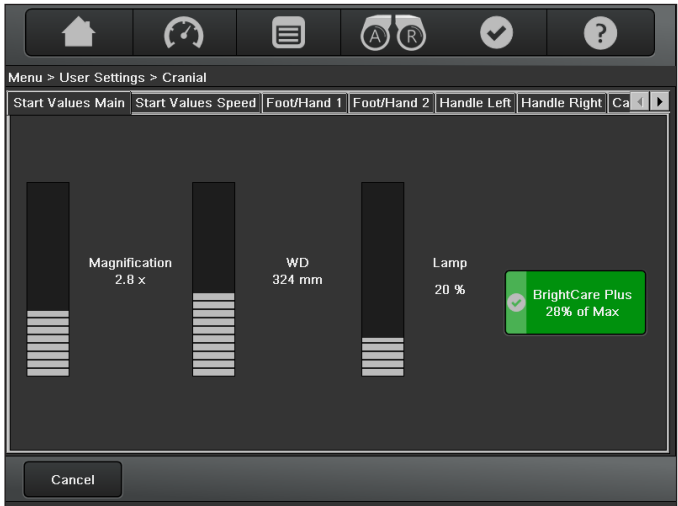 A R ?
Menu > User Settings > Cranial
Start Values Main Start Values Speed Foot/Hand 1 Foot/Hand 2 Handle Left Handle Right Ca
Magnification
2.8 x
WD
324 mm
Lamp
20 %
BrightCare Plus
28% of Max
Cancel